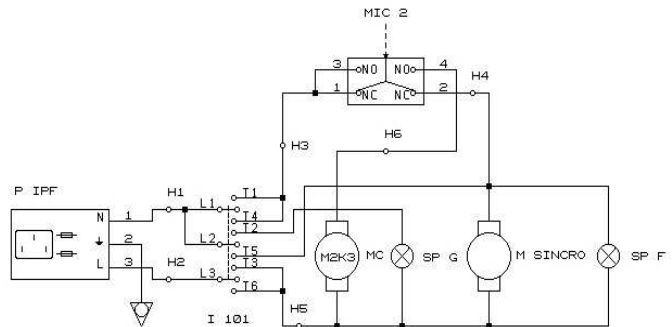 MIC 2
3 NO NO 4
1 NC NC 2 H4
H3
H6
P IPF
N 1 H1
2
L 3 H2
L1
L2
L3
T1
T4
T2
T5
T3
T6
M2K3 MC SP G M SINCRO SP F
I 101
H5